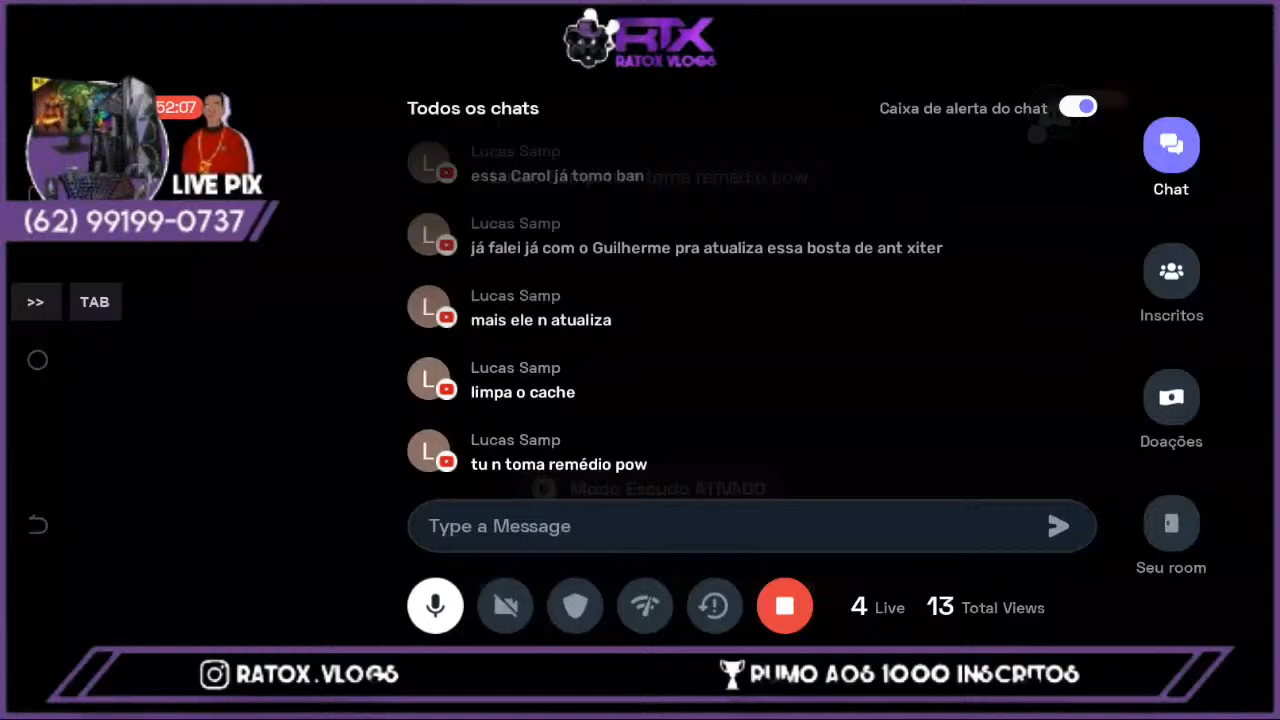 RTX
RATOX VLOGS
52:07
LIVE PIX
(62) 99199-0737
>> TAB
Todos os chats
Caixa de alerta do chat
Lucas Samp
essa Carol já tomo ban
Lucas Samp
já falei já com o Guilherme pra atualiza essa bosta de ant xiter
Lucas Samp
mais ele n atualiza
Lucas Samp
limpa o cache
Lucas Samp
tu n toma remédio pow
Modo Escudo ATIVADO
Type a Message
Chat
Inscritos
Doações
Seu room
4 Live 13 Total Views
RATOX.VLOGS
RUMO AOS 1000 INSCRITOS